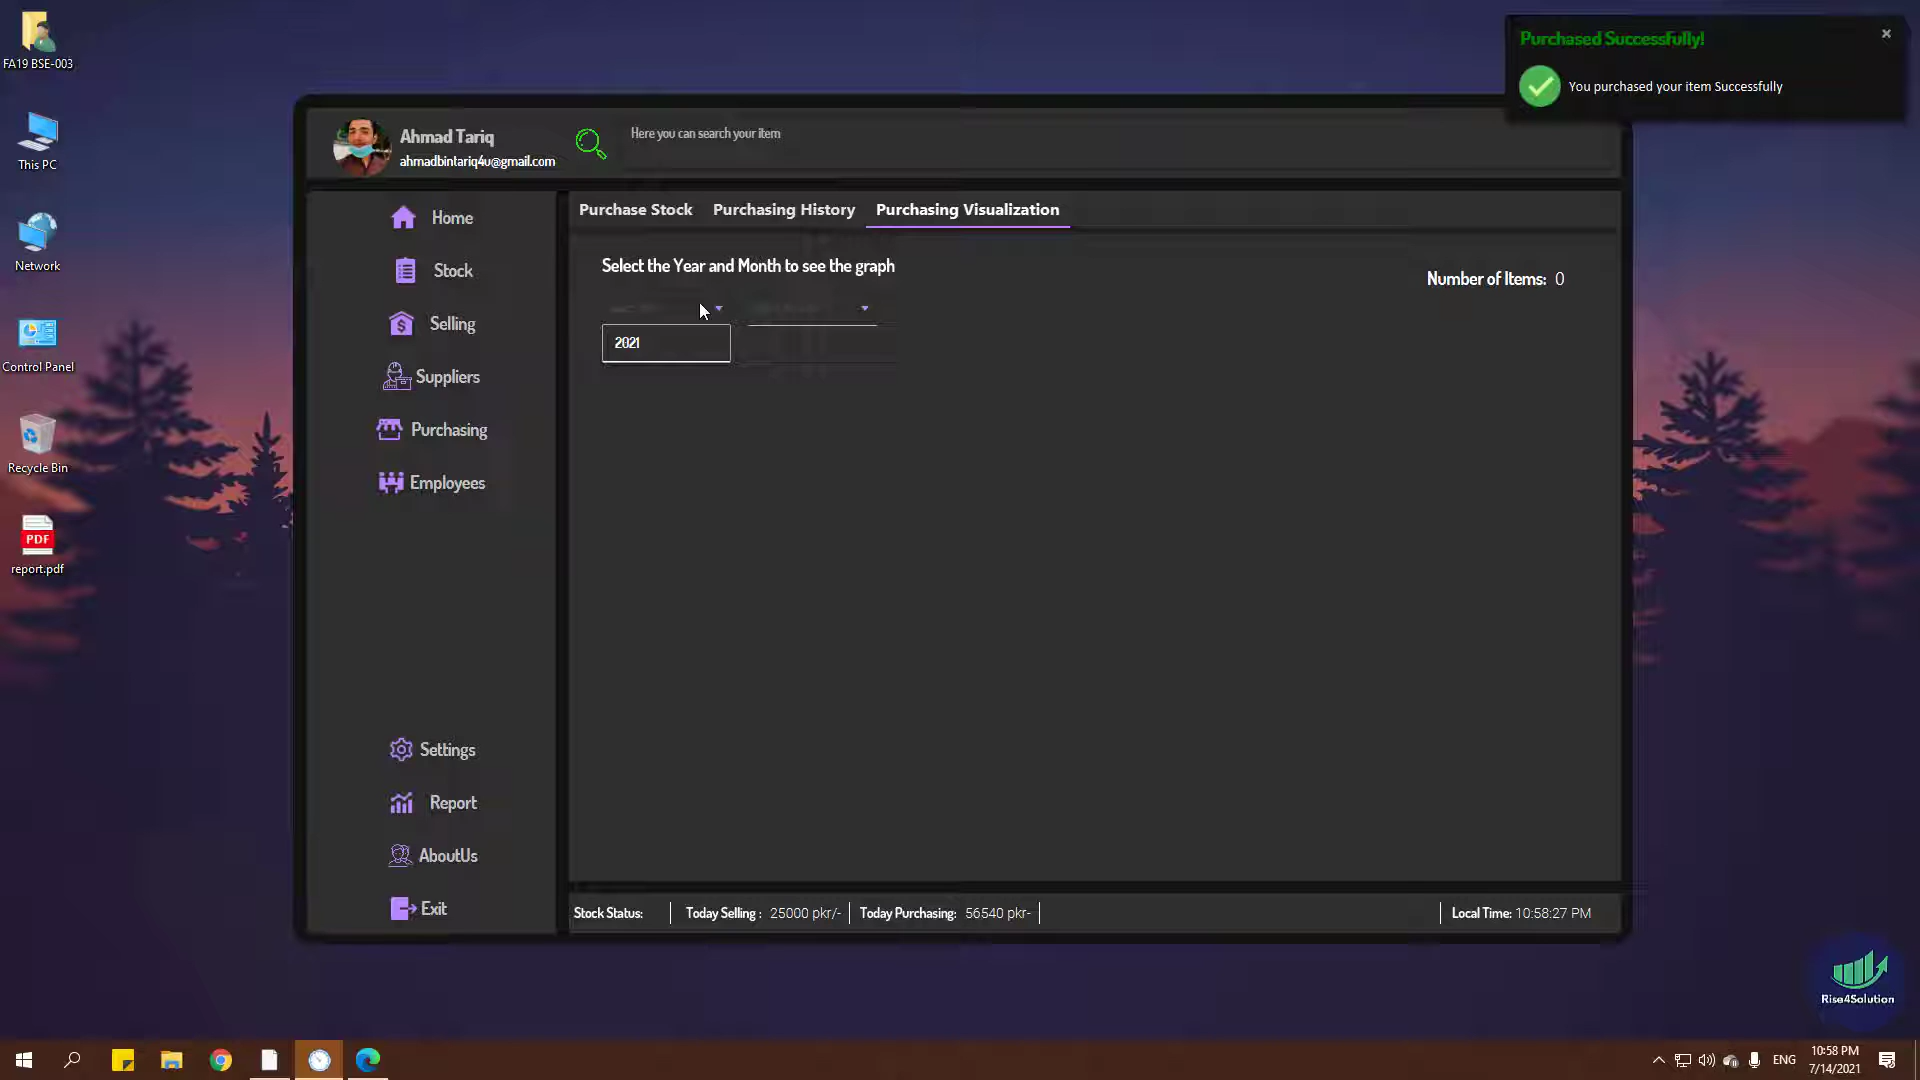 FA19 BSE-003
This PC
Network
Control Panel
Recycle Bin
PDF
report.pdf
Purchased Successfully!
×
You purchased your item Successfully
Ahmad Tariq
ahmadbintariq4u@gmail.com
Here you can search your item
Home
Stock
Selling
Suppliers
Purchasing
Employees
Settings
Report
AboutUs
Exit
Purchase Stock Purchasing History Purchasing Visualization
Select the Year and Month to see the graph
Number of Items: 0
2021
Stock Status: Today Selling : 25000 pkr/- Today Purchasing: 56540 pkr- Local Time: 10:58:27 PM
Rise4Solution
ENG
10:58 PM
7/14/2021